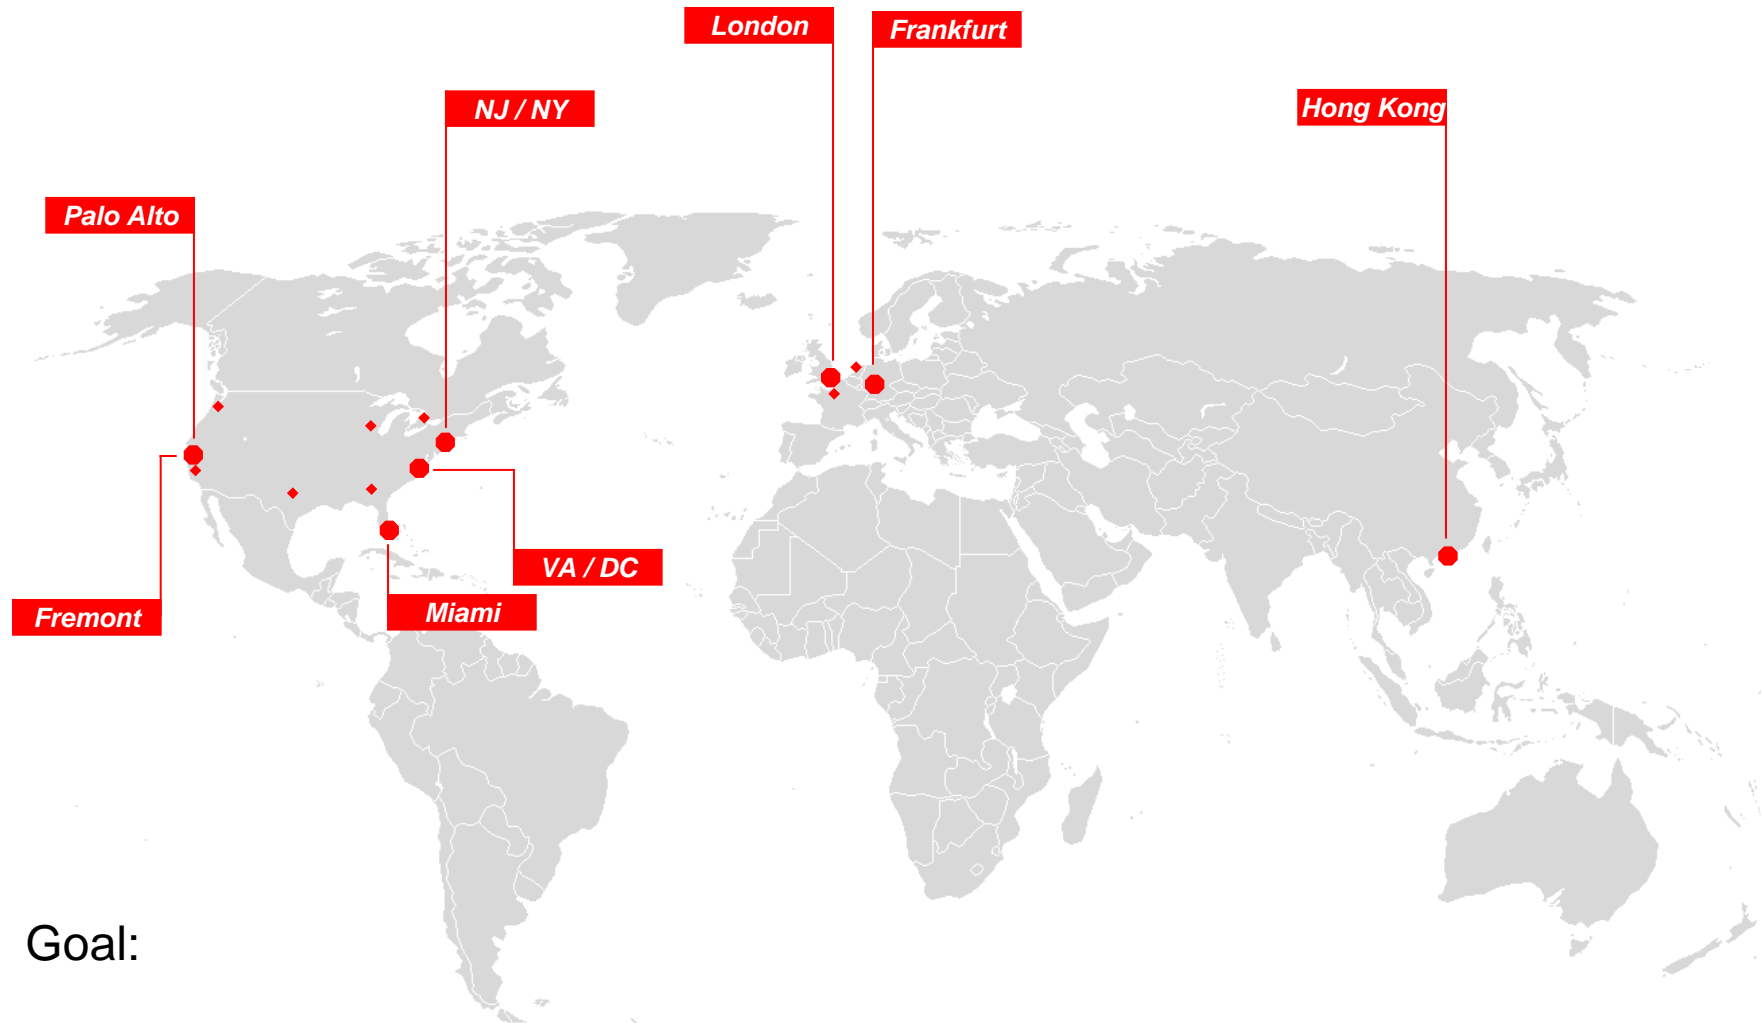 London
Frankfurt
NJ / NY
Hong Kong
Palo Alto
VA / DC
Fremont
Miami
Goal: